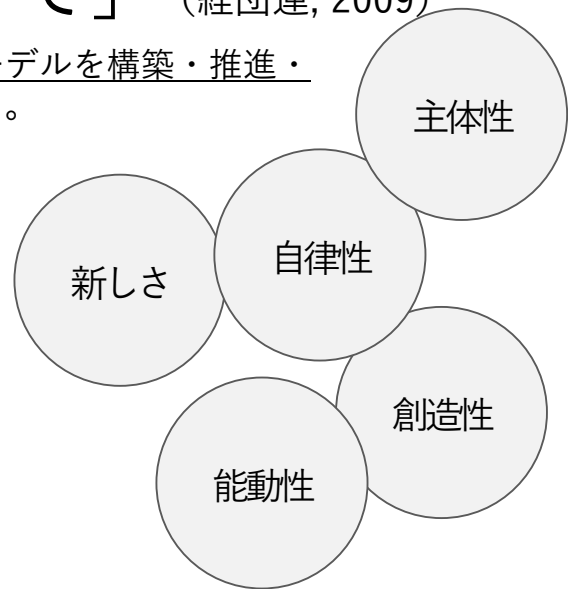 て」 (経団連, 2009)
デルを構築・推進・
。
主体性
自律性
新しさ
創造性
能動性